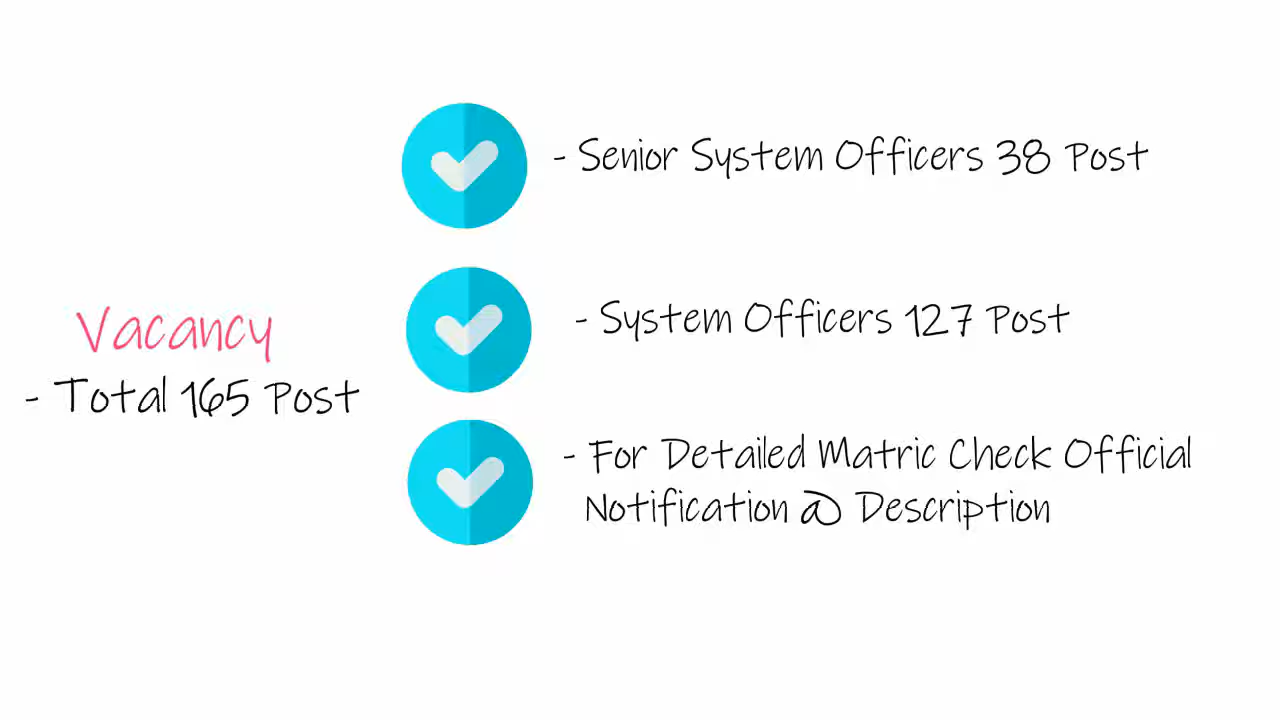 Vacancy
- Total 165 Post
- Senior System Officers 38 Post
- System Officers 127 Post
- For Detailed Matric Check Official
Notification @ Description